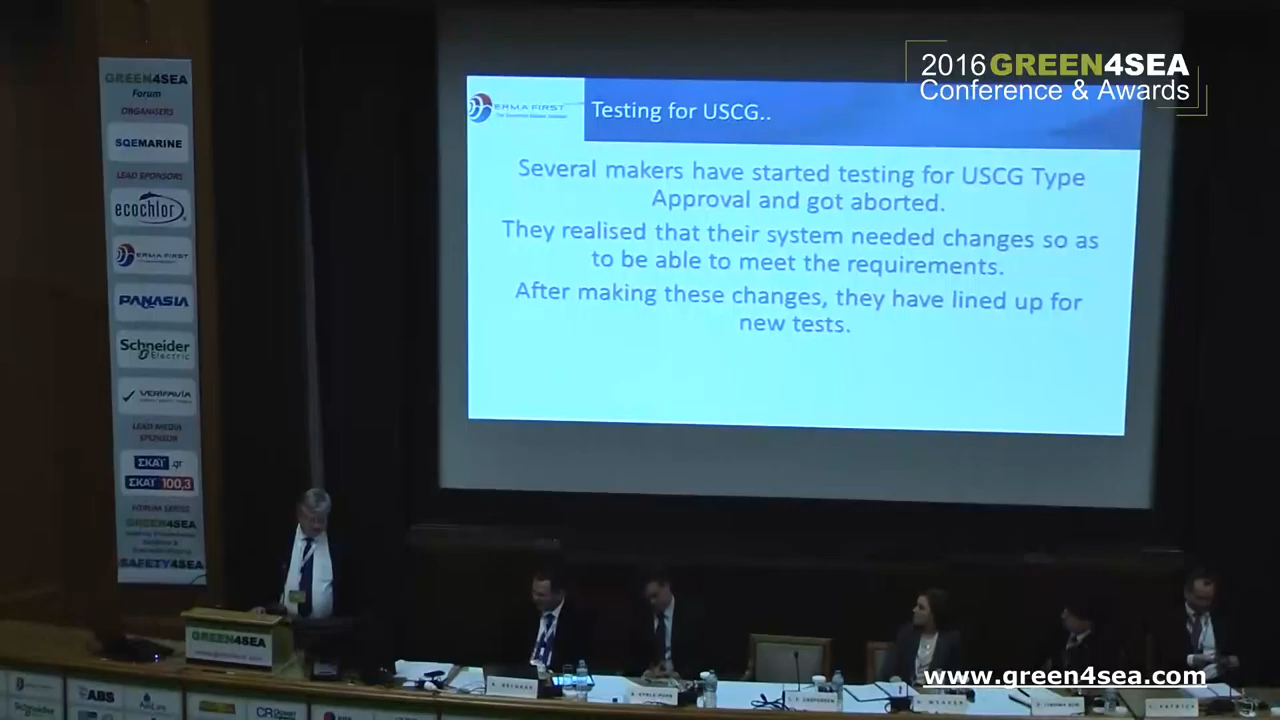 2016 GREEN4SEA
Conference & Awards
ERMA FIRST
Testing for USCG..
Several makers have started testing for USCG Type
Approval and got aborted.
They realised that their system needed changes so as
to be able to meet the requirements.
After making these changes, they have lined up for
new tests.
GREEN4SEA
Forum
ORGANISERS
SQEMARINE
LEAD SPONSORS
ecochlor
ERMA FIRST
PANASIA
Schneider
Electric
VERIFAVIA
LEAD MEDIA
SPONSOR
ΣΚΑΪ.gr
ΣΚΑΪ 100,3
FORUM SERIES
GREEN4SEA
SAFETY4SEA
GREEN4SEA
ABS
Schneider
www.green4sea.com